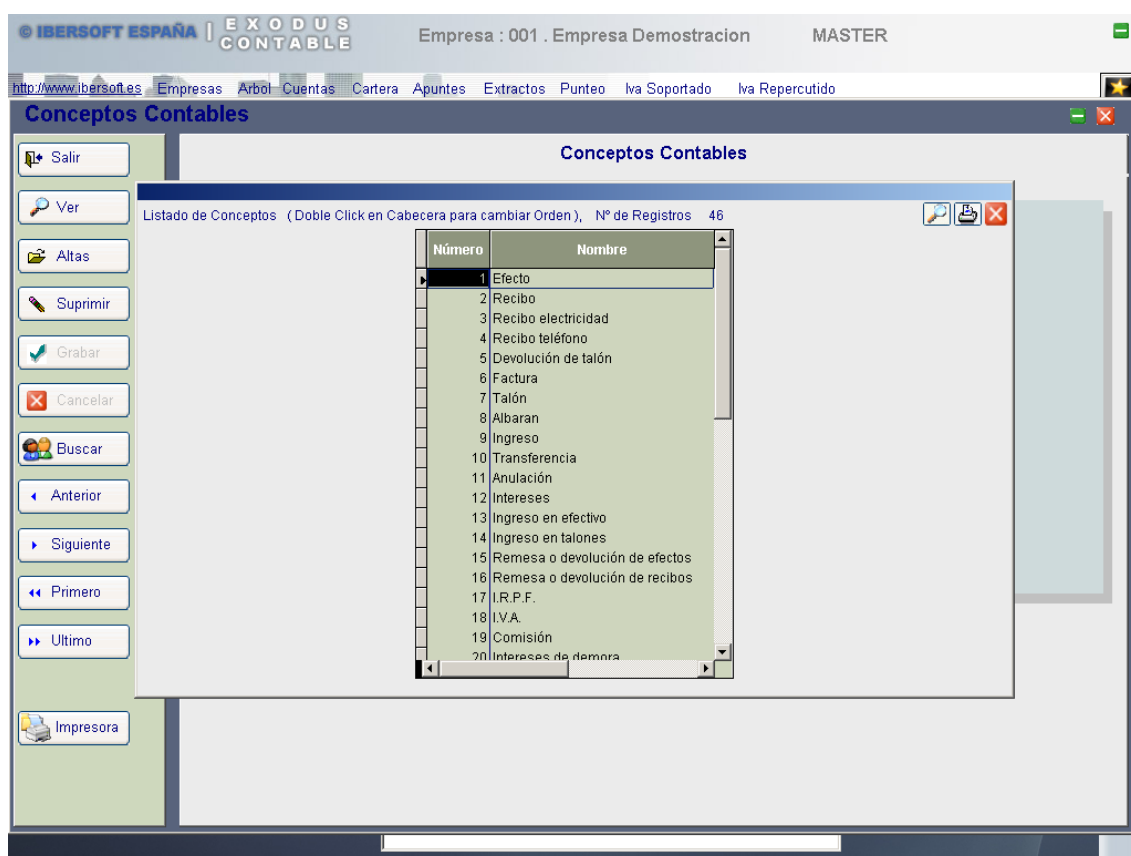 © IBERSOFT ESPAÑA | EXODUS CONTABLE Empresa : 001 . Empresa Demostracion MASTER
http://www.ibersoft.es Empresas Arbol Cuentas Cartera Apuntes Extractos Punteo Iva Soportado Iva Repercutido
Conceptos Contables
Conceptos Contables
Salir
Ver
Altas
Suprimir
Grabar
Cancelar
Buscar
Anterior
Siguiente
Primero
Ultimo
Impresora
Listado de Conceptos ( Doble Click en Cabecera para cambiar Orden ), Nº de Registros 46
Número Nombre
1 Efecto
2 Recibo
3 Recibo electricidad
4 Recibo teléfono
5 Devolución de talón
6 Factura
7 Talón
8 Albaran
9 Ingreso
10 Transferencia
11 Anulación
12 Intereses
13 Ingreso en efectivo
14 Ingreso en talones
15 Remesa o devolución de efectos
16 Remesa o devolución de recibos
17 I.R.P.F.
18 I.V.A.
19 Comisión
20 Intereses de demora